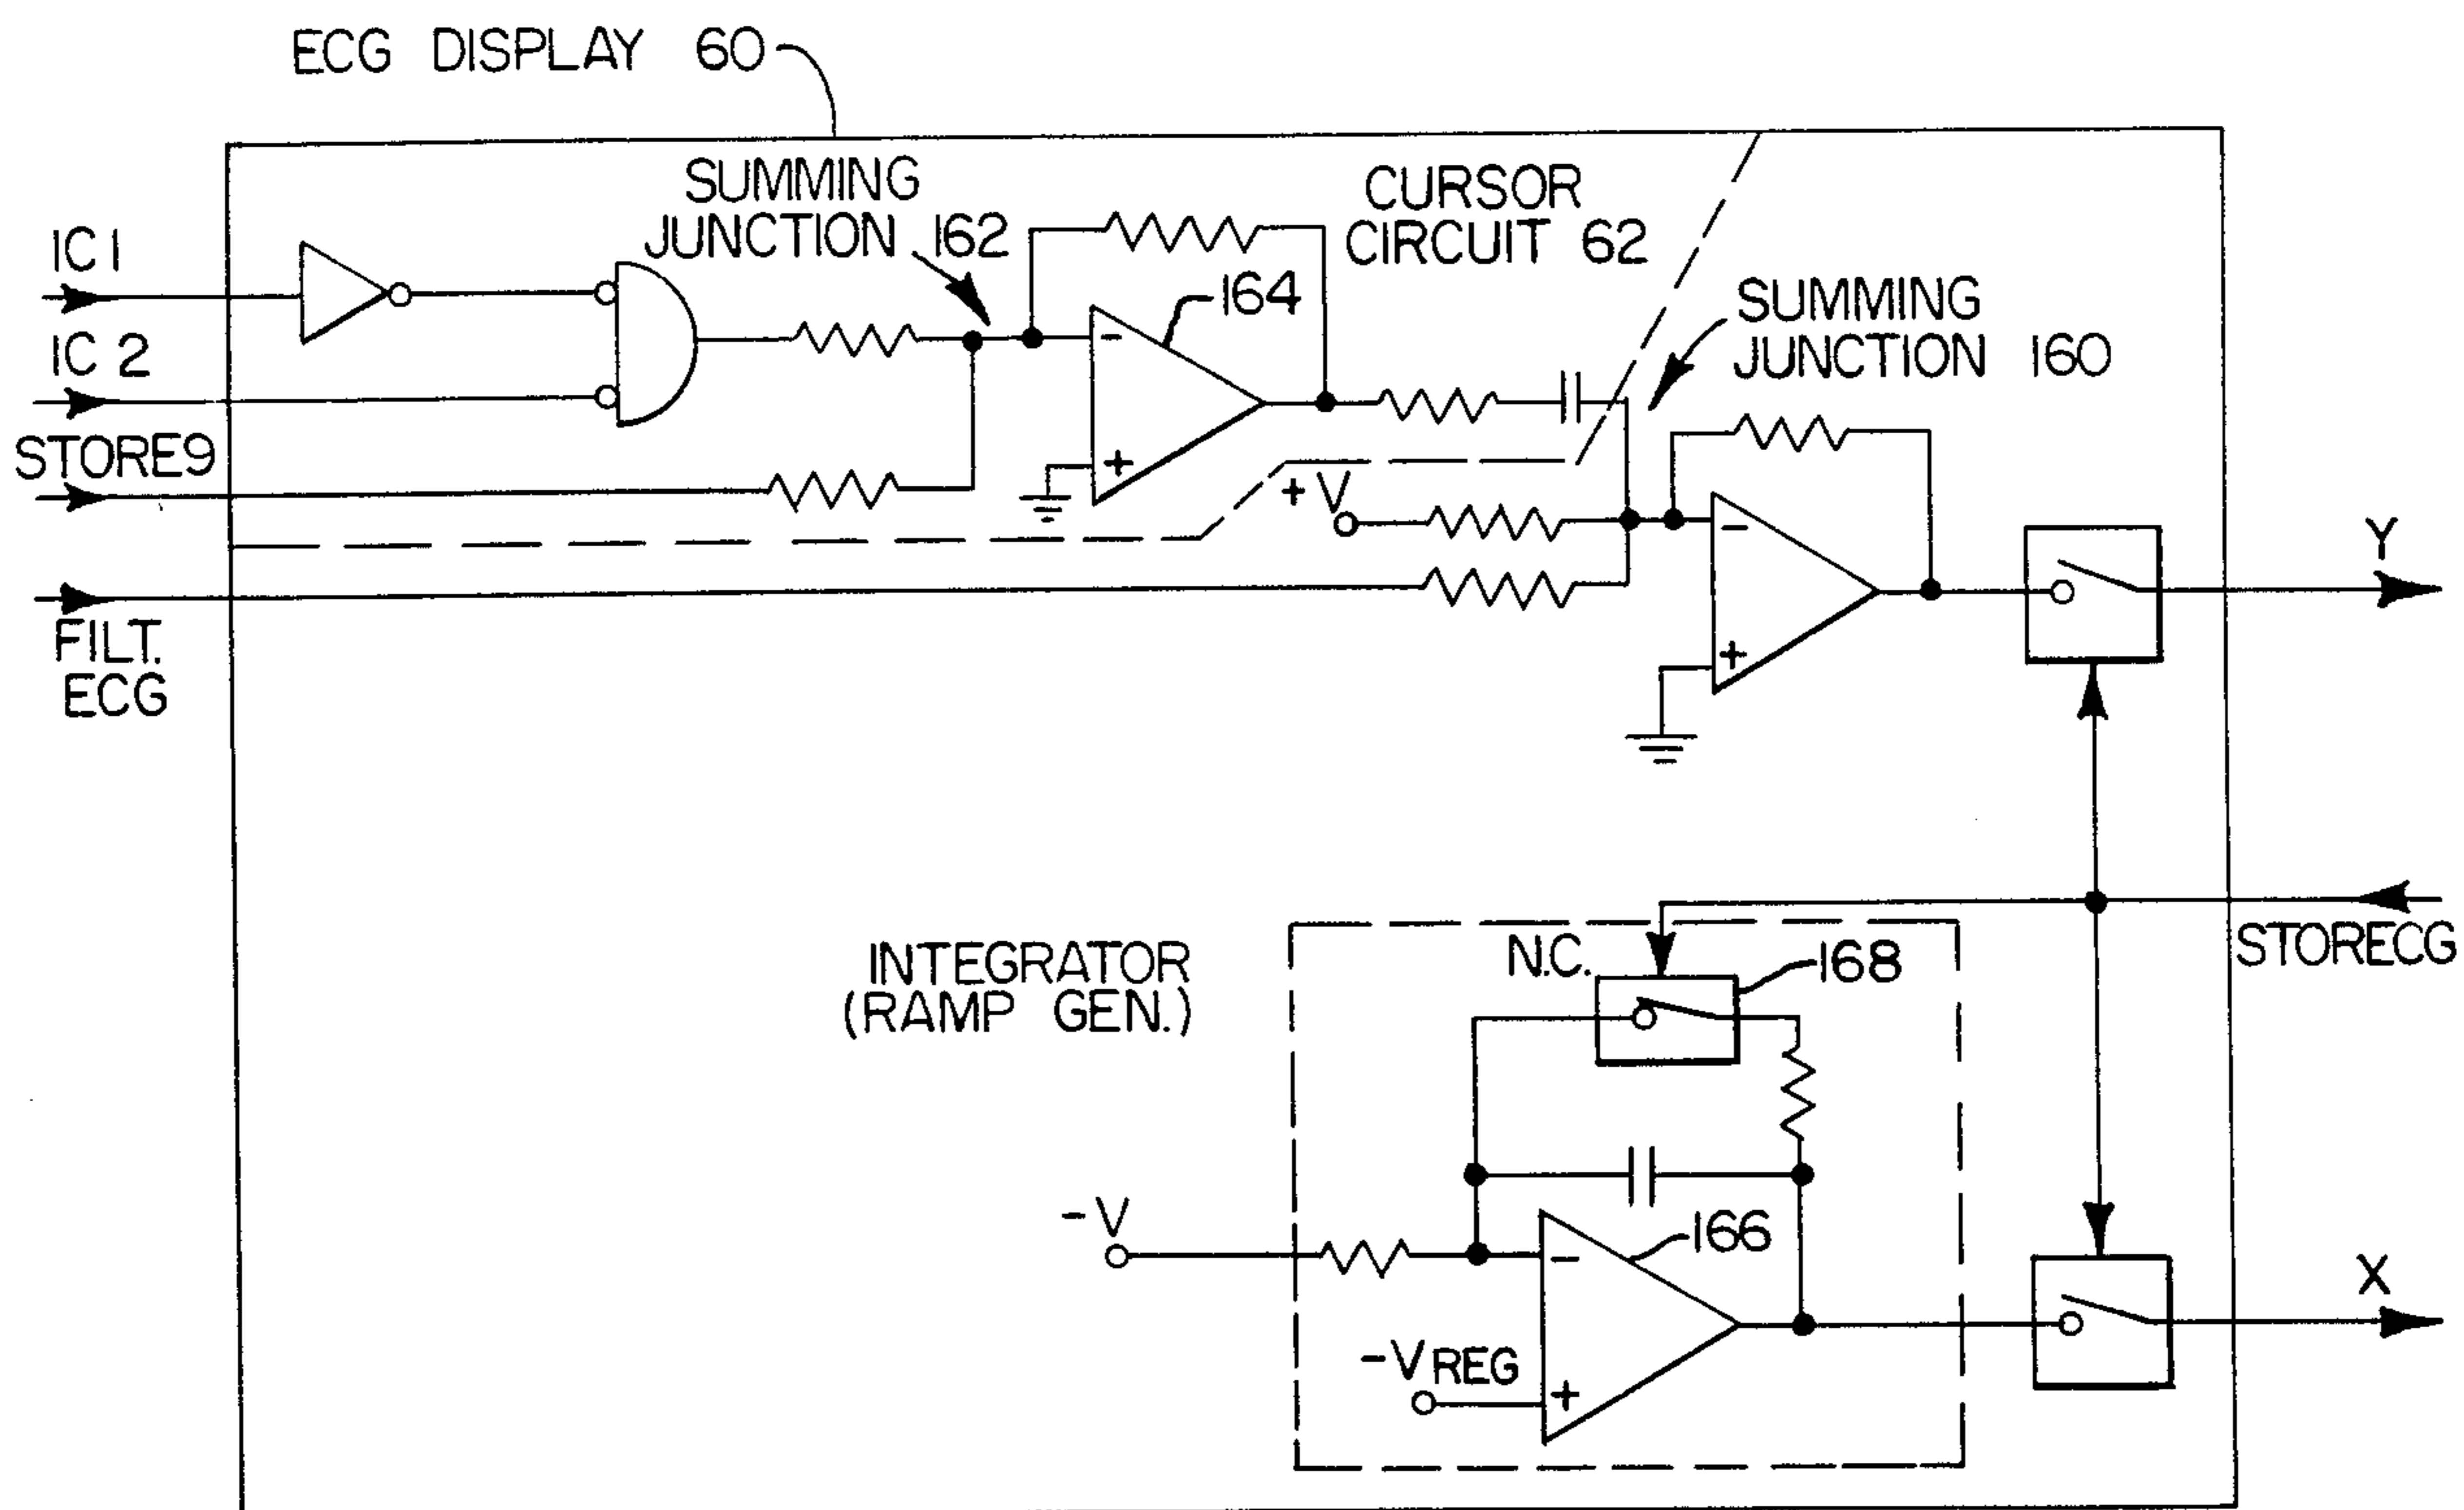 ECG DISPLAY 60
SUMMING
JUNCTION 162
CURSOR
CIRCUIT 62
IC 1
164
SUMMING
JUNCTION 160
IC 2
-
STORE9
+
+V
-
Y
FILT.
ECG
+
STORECG
INTEGRATOR
(RAMP GEN.)
N.C.
168
-V
166
-
X
-VREG
+